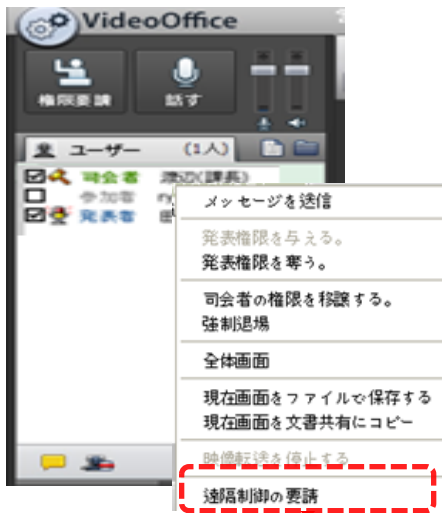 VideoOffice
権限要請
話す
ユーザー (1人)
司会者 渡辺(課長)
参加者
発表者
メッセージを送信
発表権限を与える。
発表権限を奪う。
司会者の権限を移譲する。
強制退場
全体画面
現在画面をファイルで保存する
現在画面を文書共有にコピー
映像転送を停止する
遠隔制御の要請